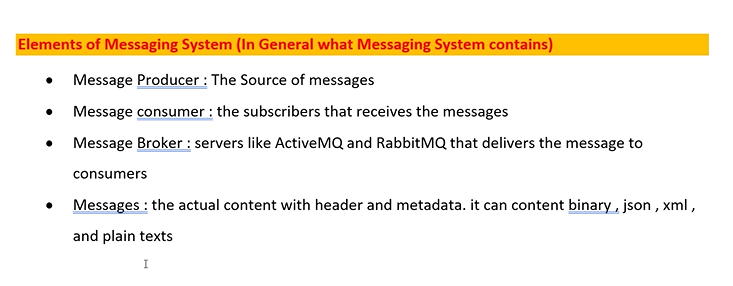 Elements of Messaging System (In General what Messaging System contains)
• Message Producer : The Source of messages
• Message consumer : the subscribers that receives the messages
• Message Broker : servers like ActiveMQ and RabbitMQ that delivers the message to
consumers
• Messages : the actual content with header and metadata. it can content binary , json , xml ,
and plain texts